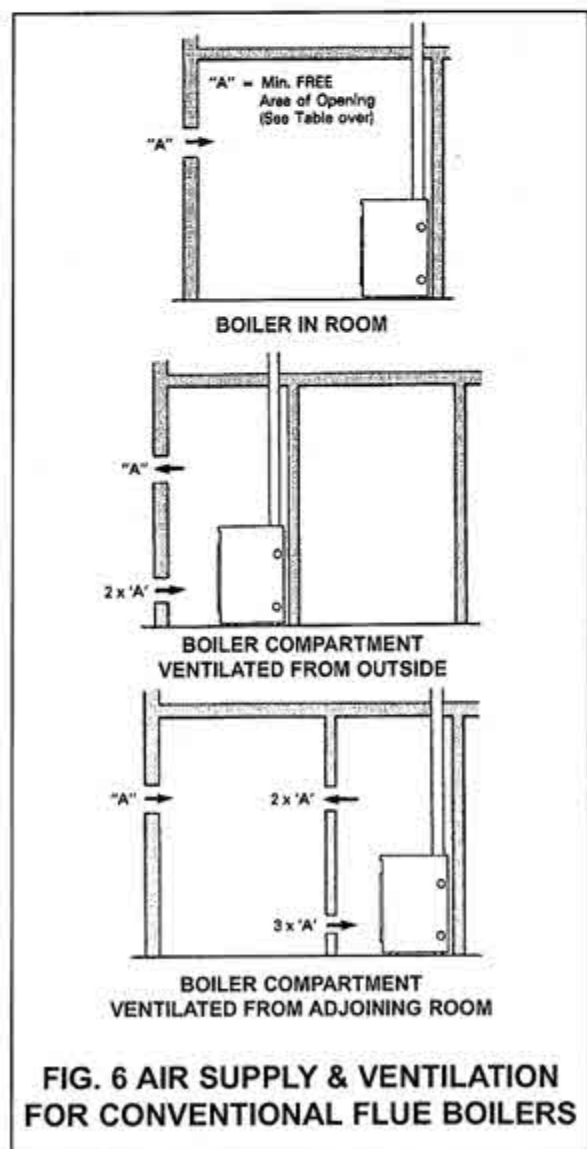 "A" = Min. FREE
Area of Opening
(See Table over)
"A"
BOILER IN ROOM
"A"
2 x 'A'
BOILER COMPARTMENT
VENTILATED FROM OUTSIDE
"A"
2 x 'A'
3 x 'A'
BOILER COMPARTMENT
VENTILATED FROM ADJOINING ROOM
FIG. 6 AIR SUPPLY & VENTILATION
FOR CONVENTIONAL FLUE BOILERS